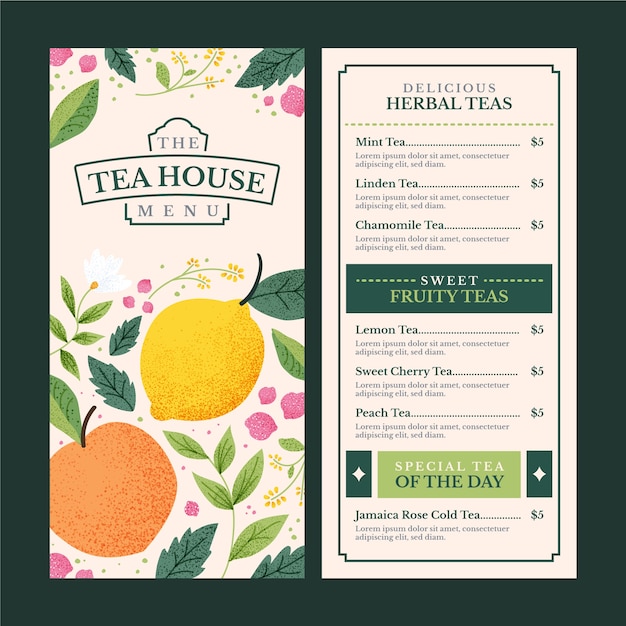 THE
TEA HOUSE
MENU
DELICIOUS
HERBAL TEAS
Mint Tea........................................ $5
Lorem ipsum dolor sit amet, consectetuer
adipiscing elit, sed diam.
Linden Tea.................................... $5
Lorem ipsum dolor sit amet, consectetuer
adipiscing elit, sed diam.
Chamomile Tea............................ $5
Lorem ipsum dolor sit amet, consectetuer
adipiscing elit, sed diam.
SWEET
FRUITY TEAS
Lemon Tea.................................... $5
Lorem ipsum dolor sit amet, consectetuer
adipiscing elit, sed diam.
Sweet Cherry Tea.......................... $5
Lorem ipsum dolor sit amet, consectetuer
adipiscing elit, sed diam.
Peach Tea...................................... $5
Lorem ipsum dolor sit amet, consectetuer
adipiscing elit, sed diam.
SPECIAL TEA
OF THE DAY
Jamaica Rose Cold Tea................. $5
Lorem ipsum dolor sit amet, consectetuer
adipiscing elit, sed diam.